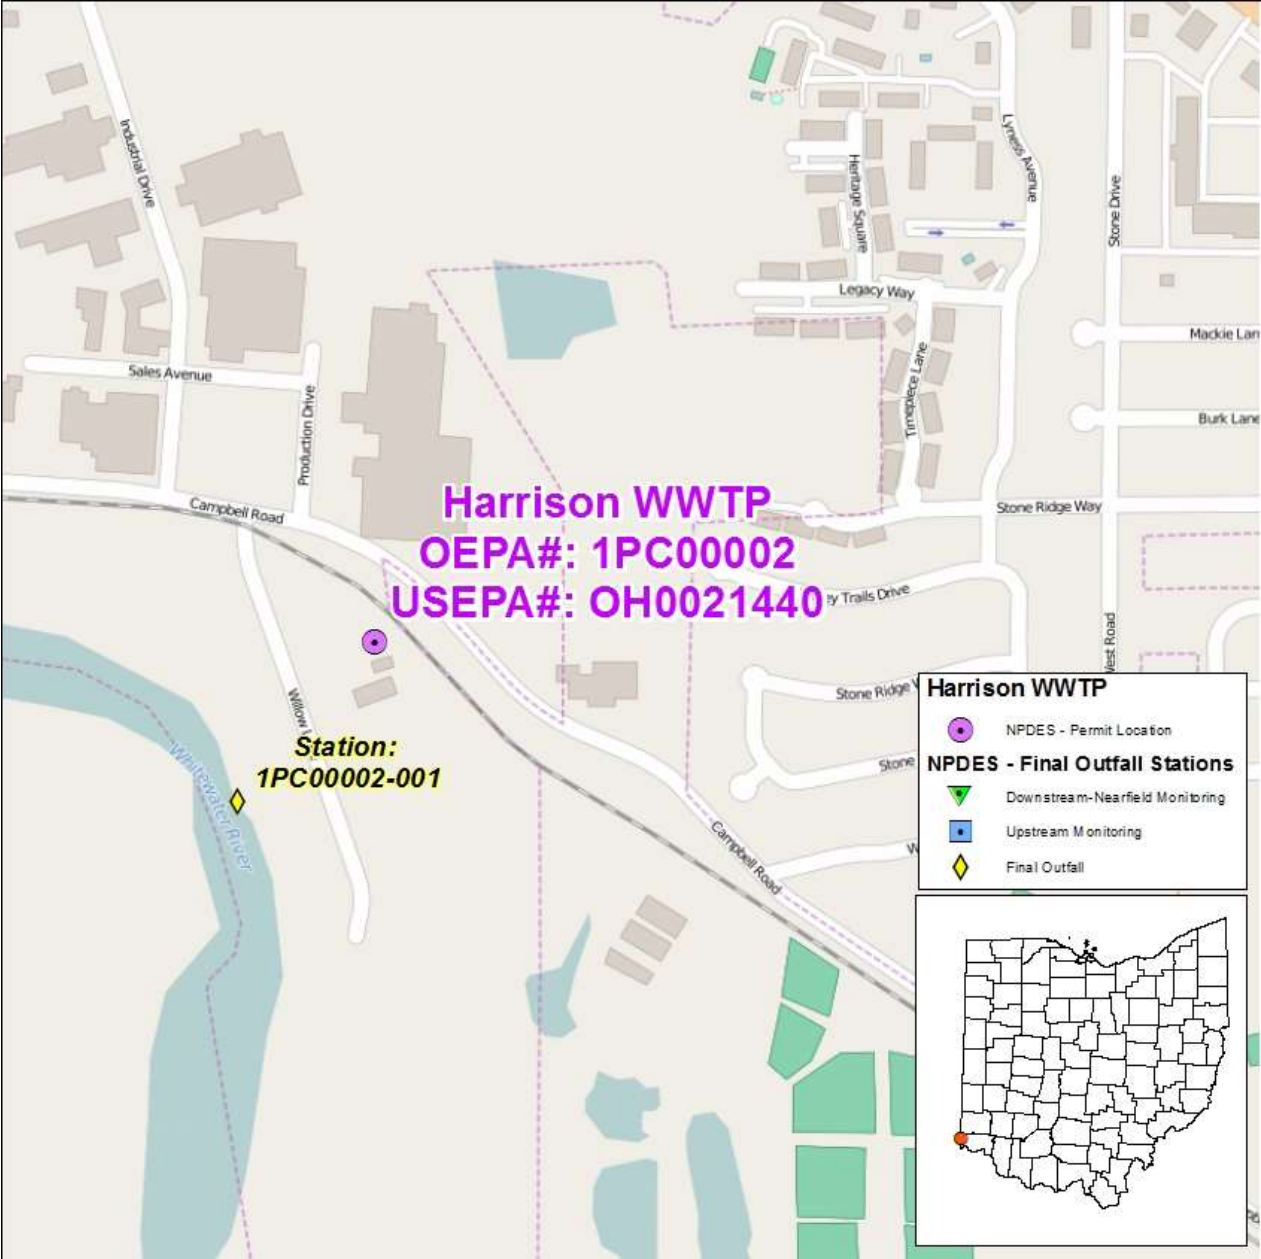 Industrial Drive
Lyness Avenue
Heritage Square
Stone Drive
Legacy Way
Mackie Lan
Sales Avenue
Timepiece Lane
Production Drive
Burk Lane
Campbell Road
Harrison WWTP
OEPA#: 1PC00002
USEPA#: OH0021440
Stone Ridge Way
ey Trails Drive
West Road
Stone Ridge W
Willow
Station:
1PC00002-001
Whitewater River
Stone
Campbell Road
W
Harrison WWTP
NPDES - Permit Location
NPDES - Final Outfall Stations
Downstream-Nearfield Monitoring
Upstream Monitoring
Final Outfall